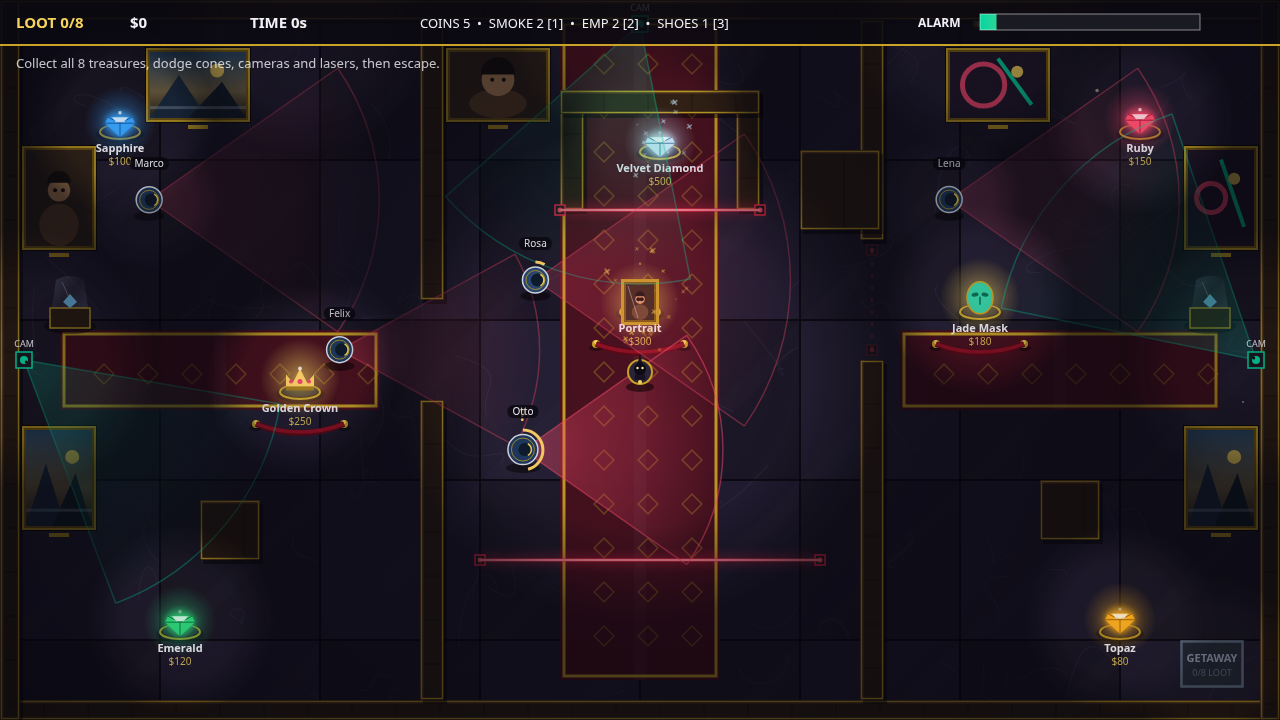 LOOT 0/8
$0
TIME 0s
COINS 5 • SMOKE 2 [1] • EMP 2 [2] • SHOES 1 [3]
ALARM
CAM
Collect all 8 treasures, dodge cones, cameras and lasers, then escape.
Sapphire
$100
Marco
Velvet Diamond
$500
Ruby
$150
Lena
Rosa
Felix
Portrait
$300
Jade Mask
$180
CAM
CAM
Golden Crown
$250
Otto
Emerald
$120
Topaz
$80
GETAWAY
0/8 LOOT